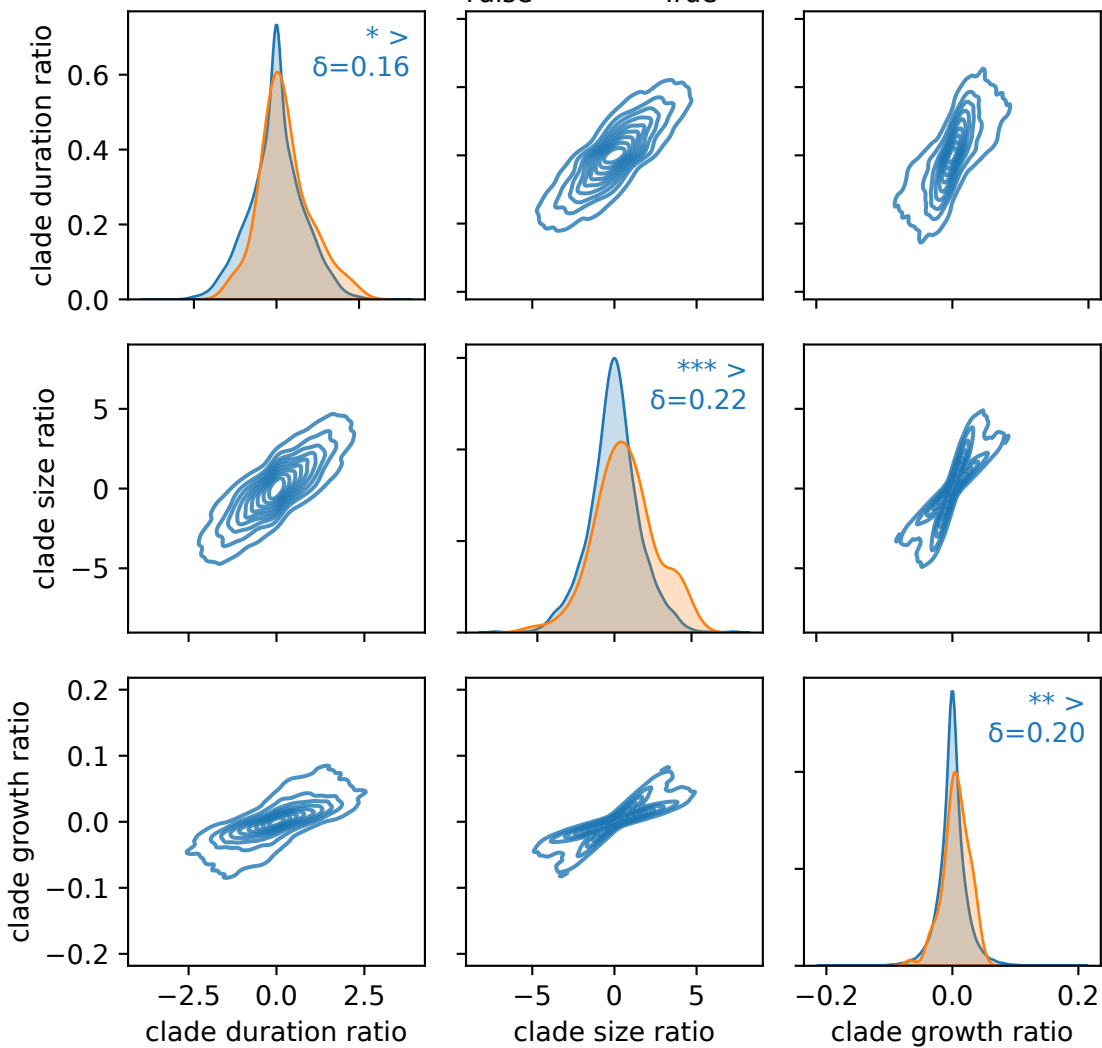 clade duration ratio
0.6
0.4
0.2
0.0
* >
δ=0.16
clade size ratio
5
0
−5
*** >
δ=0.22
clade growth ratio
0.2
0.1
0.0
−0.1
−0.2
** >
δ=0.20
−2.5 0.0 2.5
−5 0 5
−0.2 0.0 0.2
clade duration ratio
clade size ratio
clade growth ratio